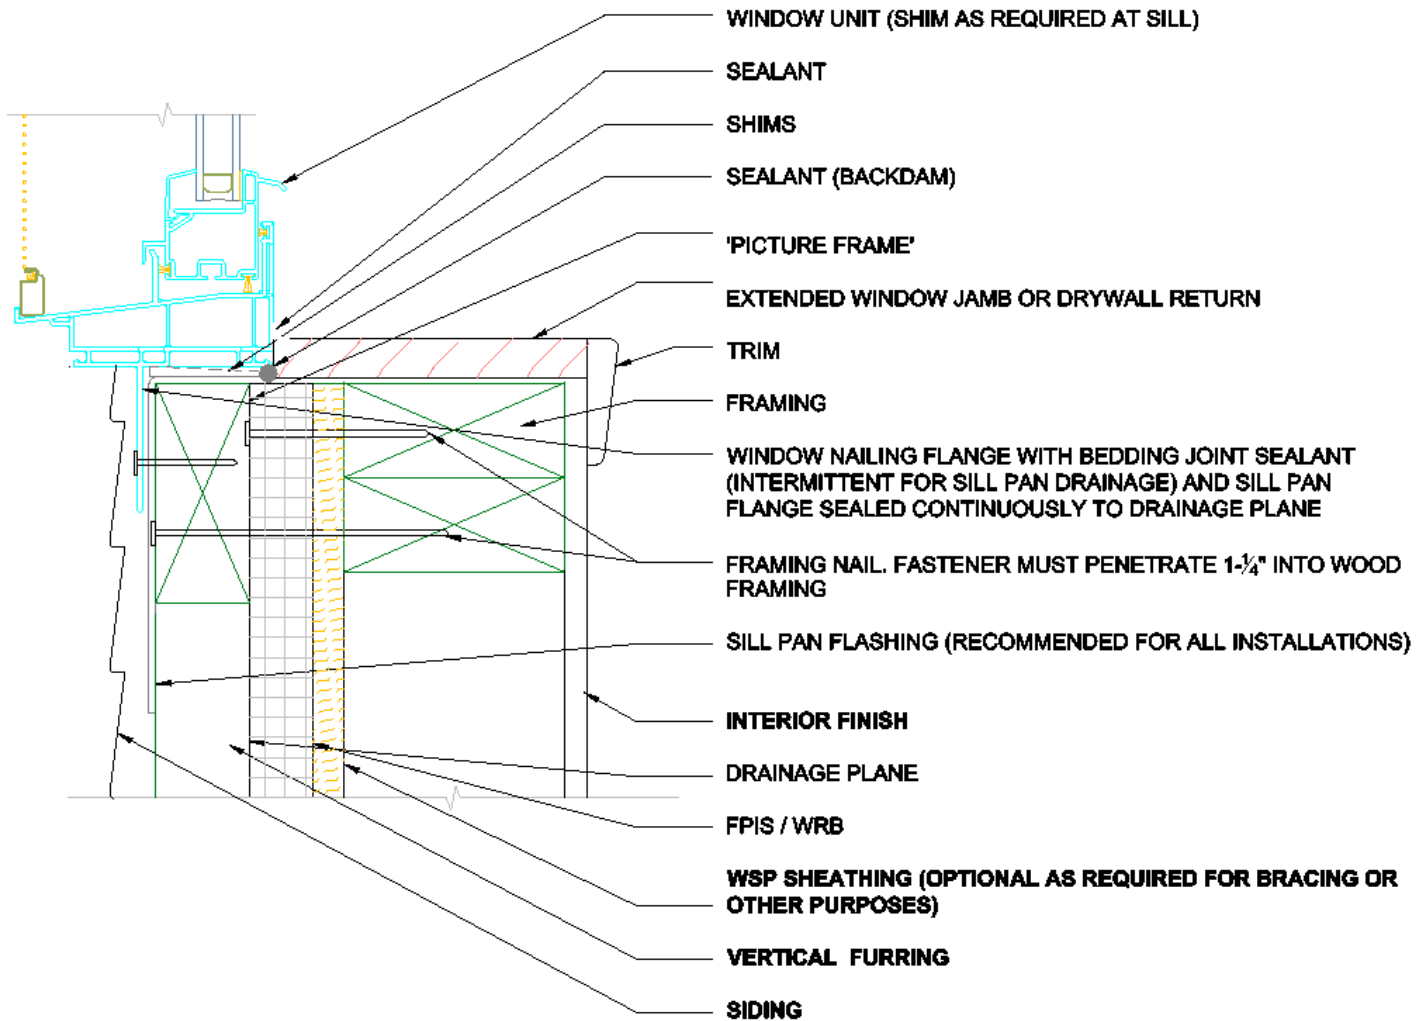 WINDOW UNIT (SHIM AS REQUIRED AT SILL)
SEALANT
SHIMS
SEALANT (BACKDAM)
'PICTURE FRAME'
EXTENDED WINDOW JAMB OR DRYWALL RETURN
TRIM
FRAMING
WINDOW NAILING FLANGE WITH BEDDING JOINT SEALANT
(INTERMITTENT FOR SILL PAN DRAINAGE) AND SILL PAN
FLANGE SEALED CONTINUOUSLY TO DRAINAGE PLANE
FRAMING NAIL. FASTENER MUST PENETRATE 1-¼" INTO WOOD
FRAMING
SILL PAN FLASHING (RECOMMENDED FOR ALL INSTALLATIONS)
INTERIOR FINISH
DRAINAGE PLANE
FPIS / WRB
WSP SHEATHING (OPTIONAL AS REQUIRED FOR BRACING OR
OTHER PURPOSES)
VERTICAL FURRING
SIDING